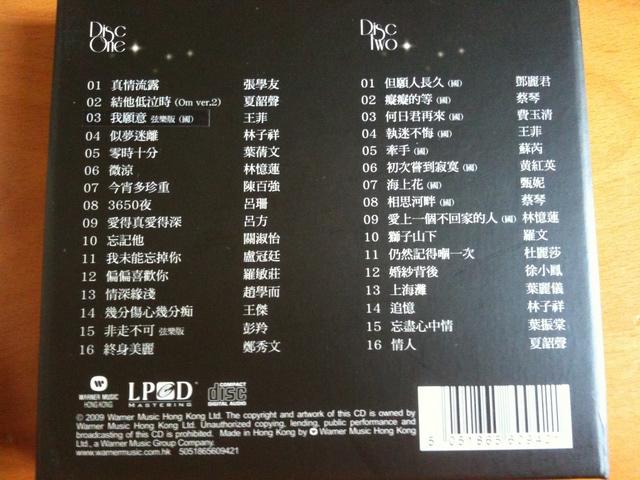 Disc One
01 真情流露 張學友
02 結他低泣時 (Om ver.2) 夏韶聲
03 我願意 弦樂版 (國) 王菲
04 似夢迷離 林子祥
05 零時十分 葉蒨文
06 微涼 林憶蓮
07 今宵多珍重 陳百強
08 3650夜 呂珊
09 愛得真愛得深 呂方
10 忘記他 關淑怡
11 我未能忘掉你 盧冠廷
12 偏偏喜歡你 羅敏莊
13 情深緣淺 趙學而
14 幾分傷心幾分痴 王傑
15 非走不可 弦樂版 彭羚
16 終身美麗 鄭秀文
Disc Two
01 但願人長久 (國) 鄧麗君
02 癡癡的等 (國) 蔡琴
03 何日君再來 (國) 費玉清
04 執迷不悔 (國) 王菲
05 牽手 (國) 蘇芮
06 初次嘗到寂寞 (國) 黃紅英
07 海上花 (國) 甄妮
08 相思河畔 (國) 蔡琴
09 愛上一個不回家的人 (國) 林憶蓮
10 獅子山下 羅文
11 仍然記得嗰一次 杜麗莎
12 婚紗背後 徐小鳳
13 上海灘 葉麗儀
14 追憶 林子祥
15 忘盡心中情 葉振棠
16 情人 夏韶聲
WARNER MUSIC
HONG KONG
LPCD
MASTERING
COMPACT
disc
DIGITAL AUDIO
© 2009 Warner Music Hong Kong Ltd. The copyright and artwork of this CD is owned by
Warner Music Hong Kong Ltd. Unauthorized copying, lending, public performance and
broadcasting of this CD is prohibited. Made in Hong Kong by Warner Music Hong Kong
Ltd., a Warner Music Group Company.
www.warnermusic.com.hk 5051865609421
5 051865 609421